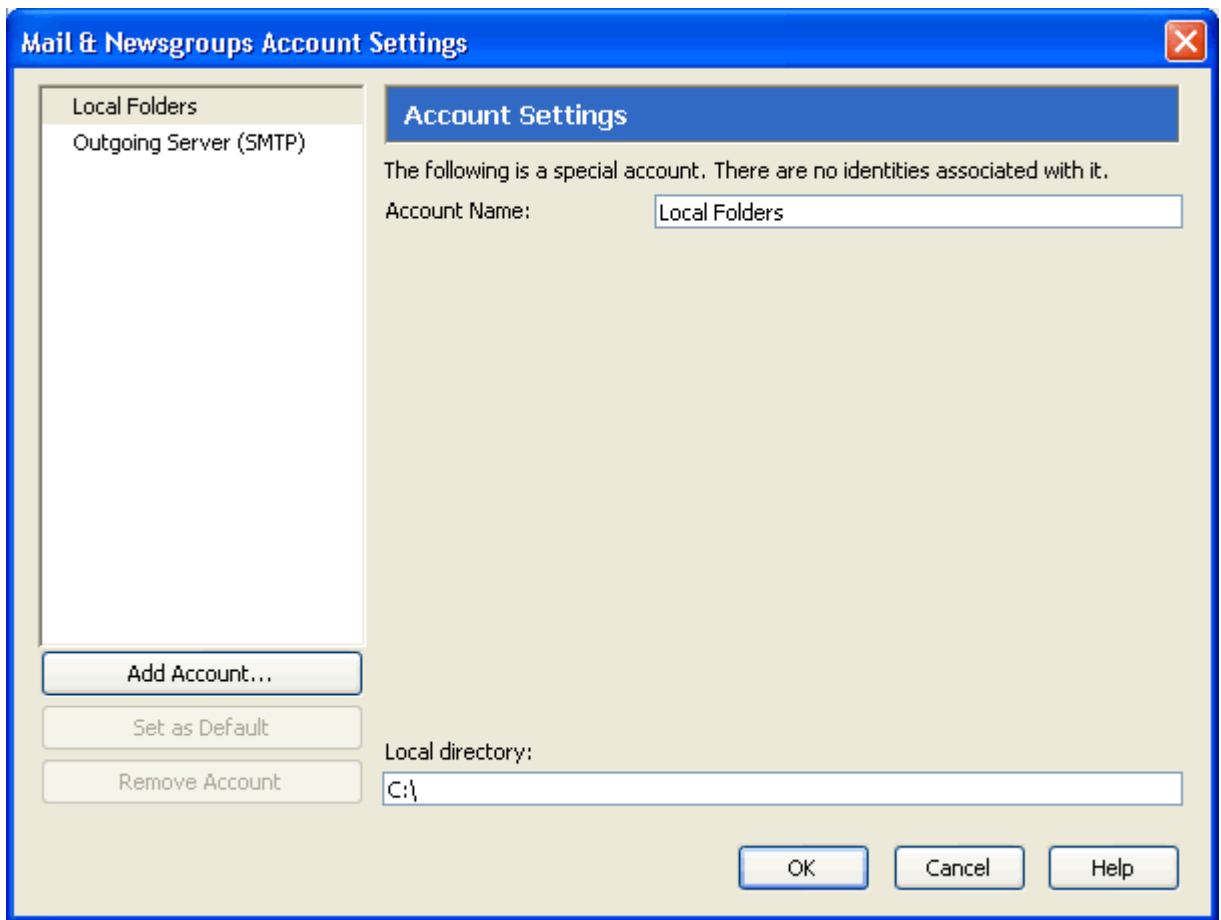 Mail & Newsgroups Account Settings
Local Folders
Outgoing Server (SMTP)
Add Account...
Set as Default
Remove Account
Account Settings
The following is a special account. There are no identities associated with it.
Account Name:
Local Folders
Local directory:
C:\
OK
Cancel
Help